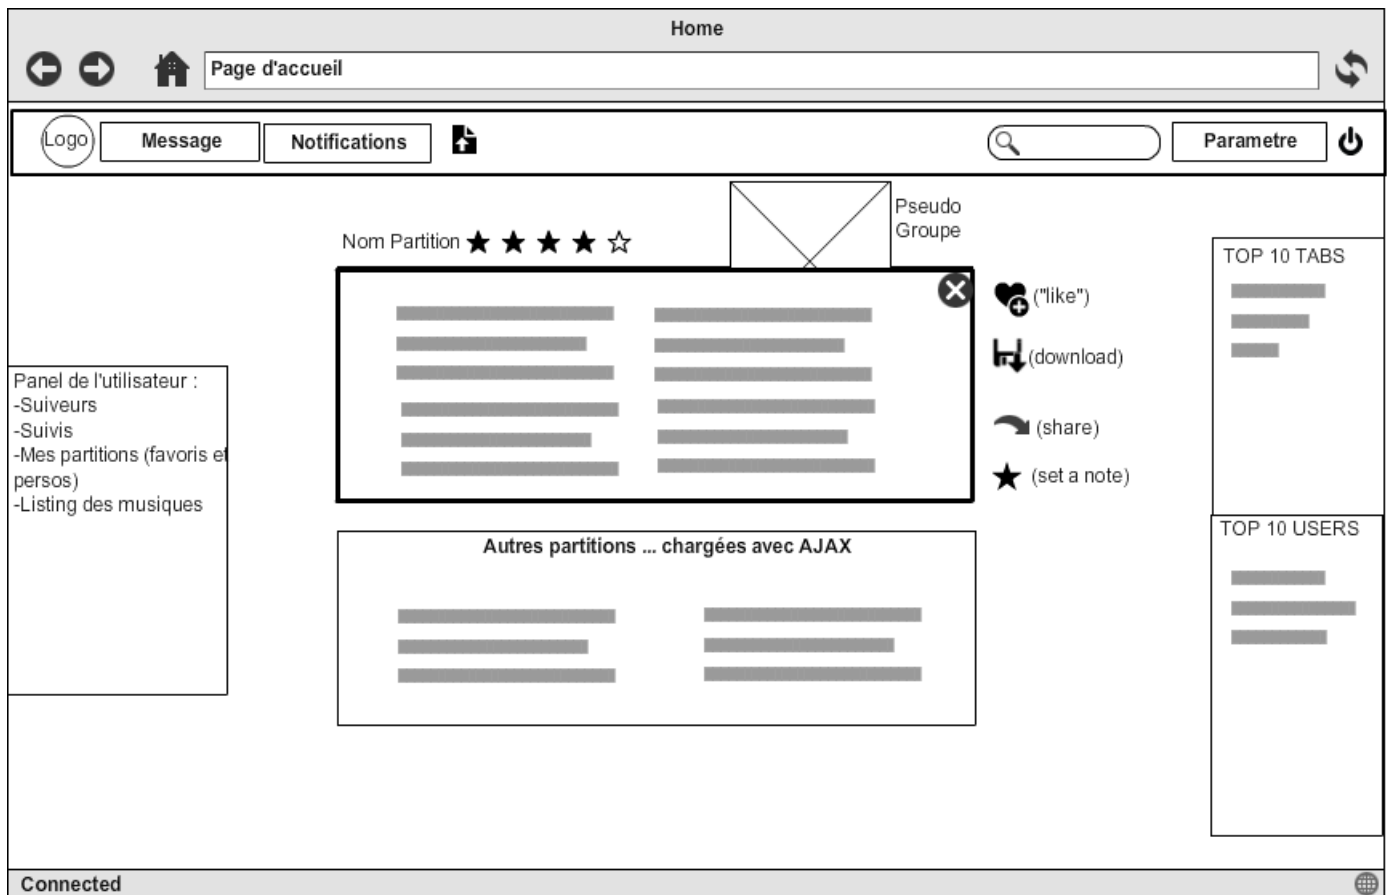 Home
Page d'accueil
Logo
Message
Notifications
Parametre
Nom Partition
Pseudo
Groupe
("like")
(download)
(share)
(set a note)
TOP 10 TABS
Panel de l'utilisateur :
-Suiveurs
-Suivis
-Mes partitions (favoris et
persos)
-Listing des musiques
Autres partitions ... chargées avec AJAX
TOP 10 USERS
Connected